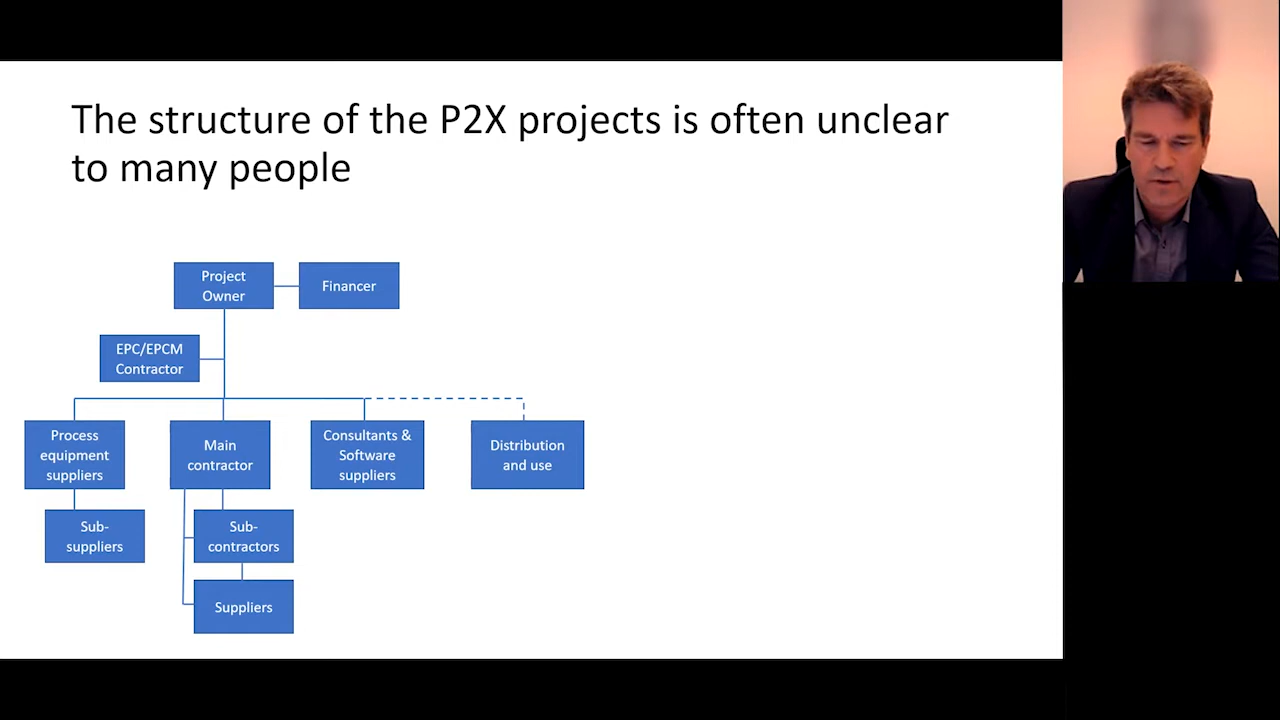 The structure of the P2X projects is often unclear
to many people
Project
Owner
Financer
EPC/EPCM
Contractor
Process
equipment
suppliers
Main
contractor
Consultants &
Software
suppliers
Distribution
and use
Sub-
suppliers
Sub-
contractors
Suppliers